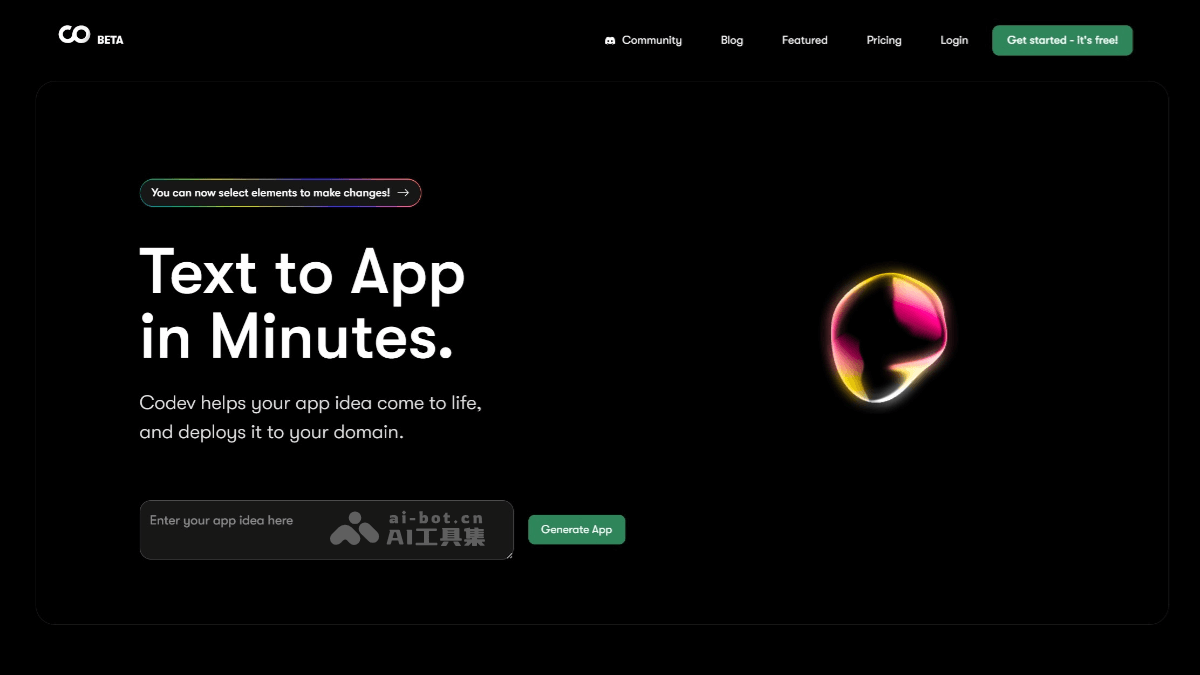 CO BETA
Community
Blog
Featured
Pricing
Login
Get started - it's free!
You can now select elements to make changes! →
Text to App
in Minutes.
Codev helps your app idea come to life,
and deploys it to your domain.
Enter your app idea here
ai-bot.cn
AI工具集
Generate App